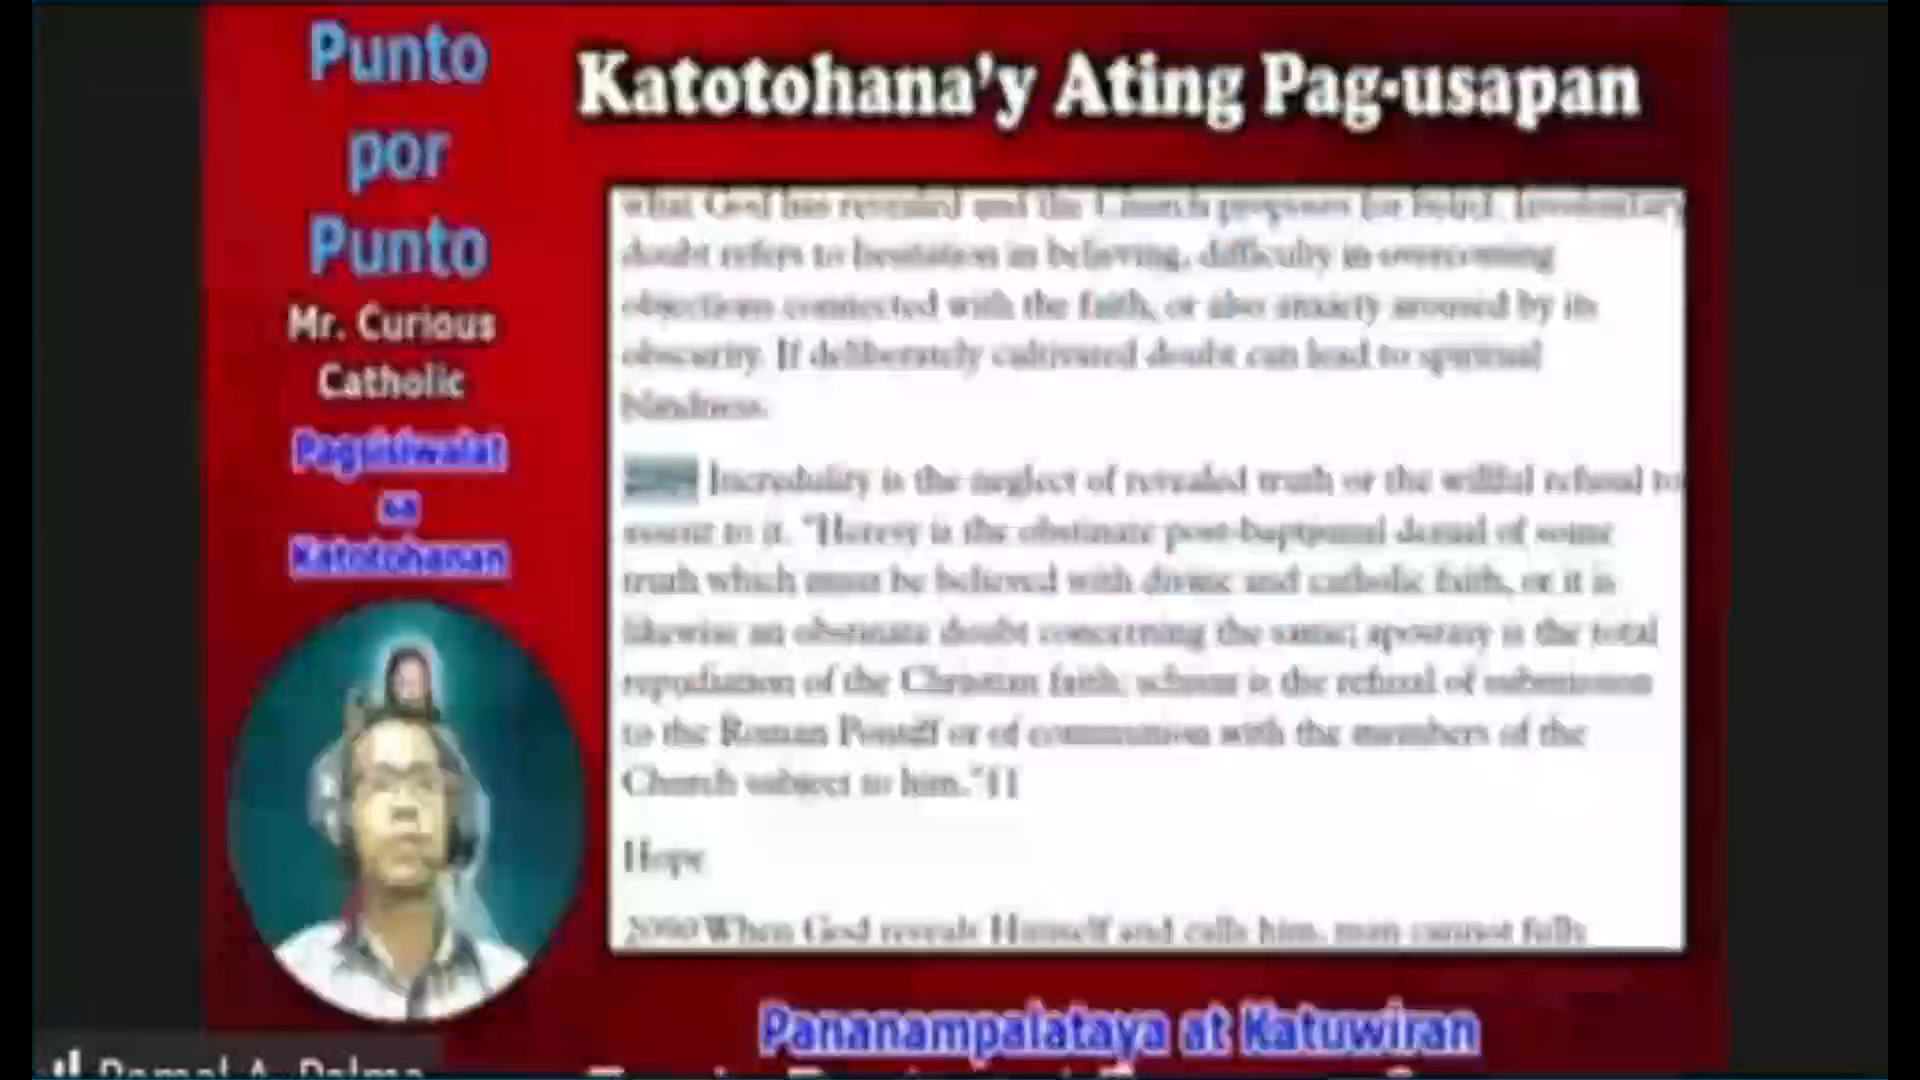 Punto
por
Punto
Mr. Curious
Catholic
Pagsisiwalat
sa
Katotohanan
Katotohana'y Ating Pag-usapan
what God has revealed and the Church proposes for belief. Involuntary
doubt refers to hesitation in believing, difficulty in overcoming
objections connected with the faith, or also anxiety aroused by its
obscurity. If deliberately cultivated doubt can lead to spiritual
blindness.
Incredulity is the neglect of revealed truth or the willful refusal to
assent to it. "Heresy is the obstinate post-baptismal denial of some
truth which must be believed with divine and catholic faith, or it is
likewise an obstinate doubt concerning the same; apostasy is the total
repudiation of the Christian faith; schism is the refusal of submission
to the Roman Pontiff or of communion with the members of the
Church subject to him."11
Hope
2090 When God reveals Himself and calls him, man cannot fully
Pananampalataya at Katuwiran
Romel A. Palma